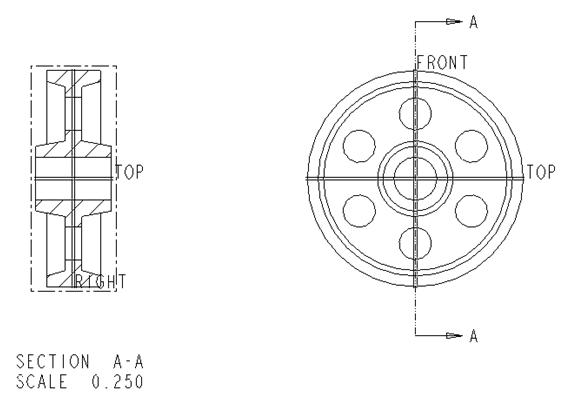 A
FRONT
TOP
TOP
RIGHT
A
SECTION A-A
SCALE 0.250